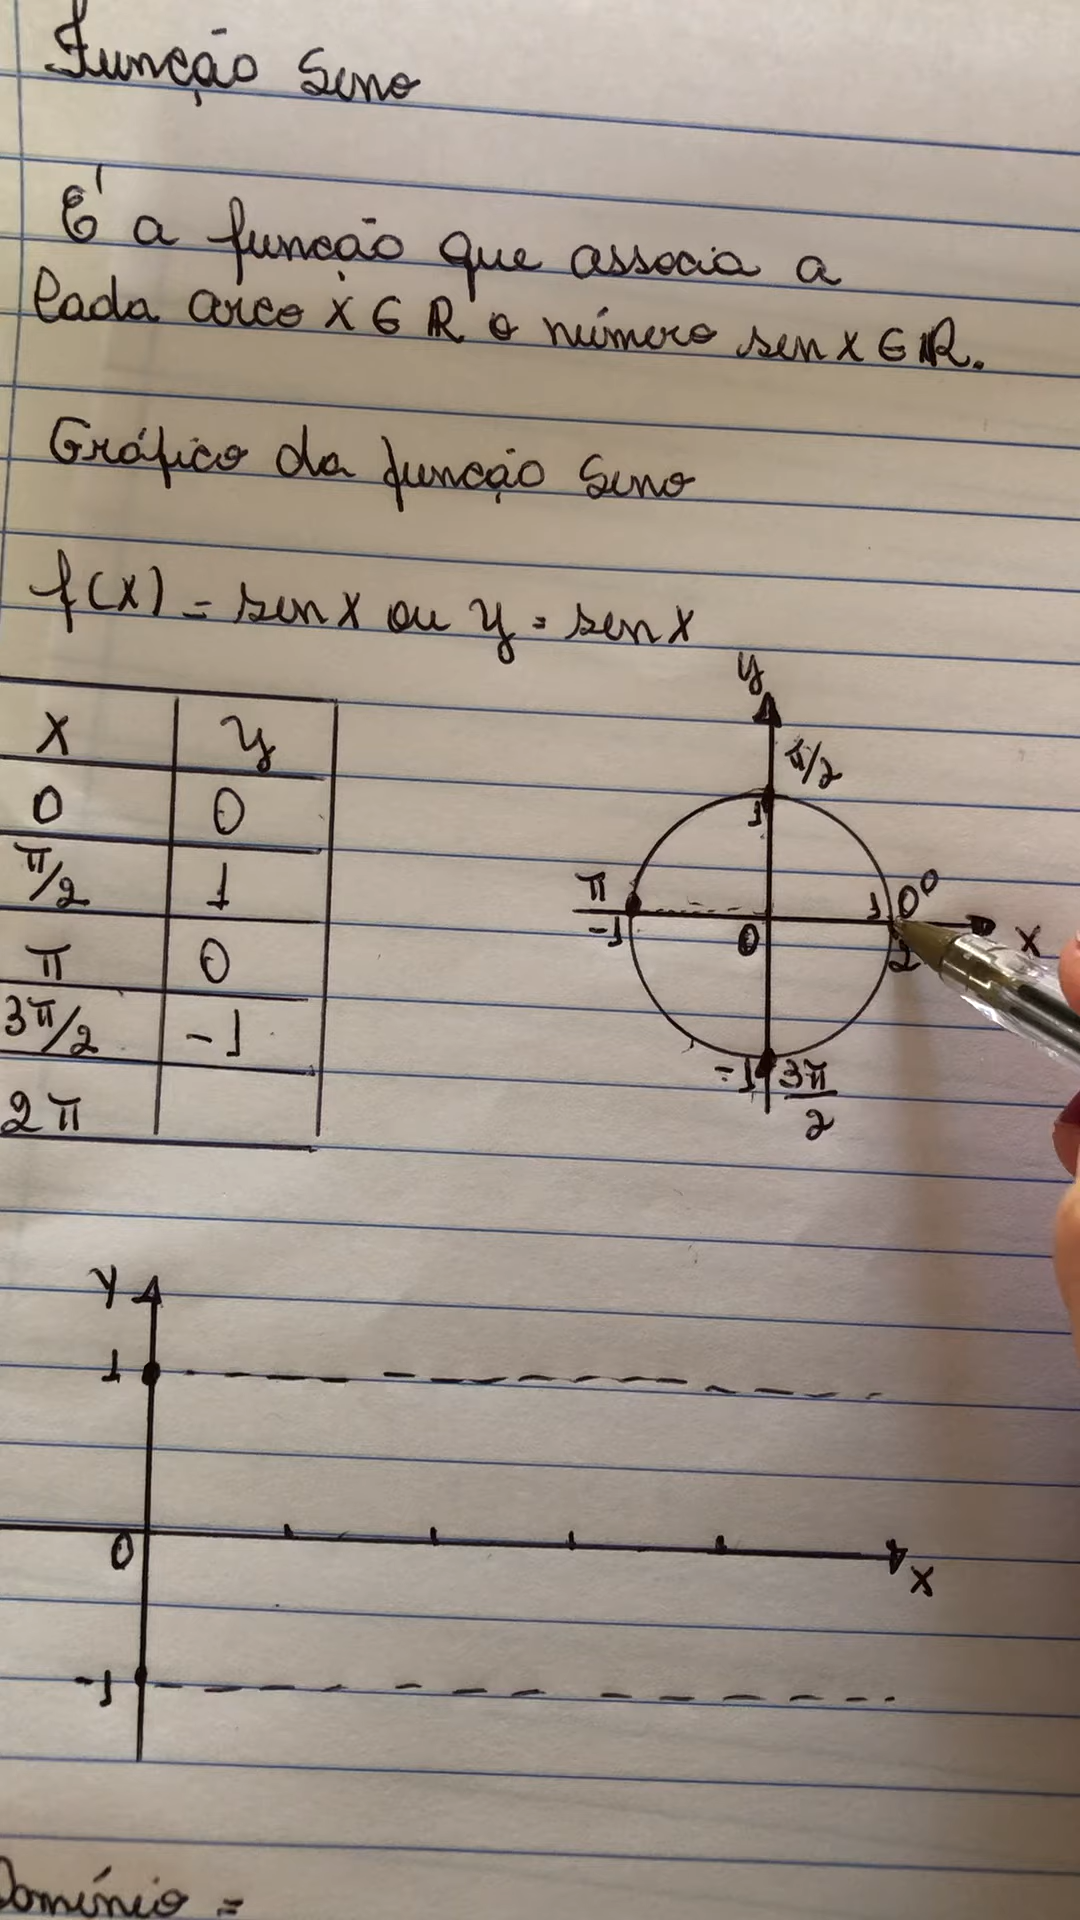 Função Seno
É a função que associa a
Cada arco x ∈ R o número sen x ∈ R.
Gráfico da função Seno
f(x) = sen x ou y = sen x
x y
0 0
π/2 1
π 0
3π/2 -1
2π
y
π/2
1
π
-1
0
1
0°
2
x
-1
3π/2
y
1
0
x
-1
Domínio =